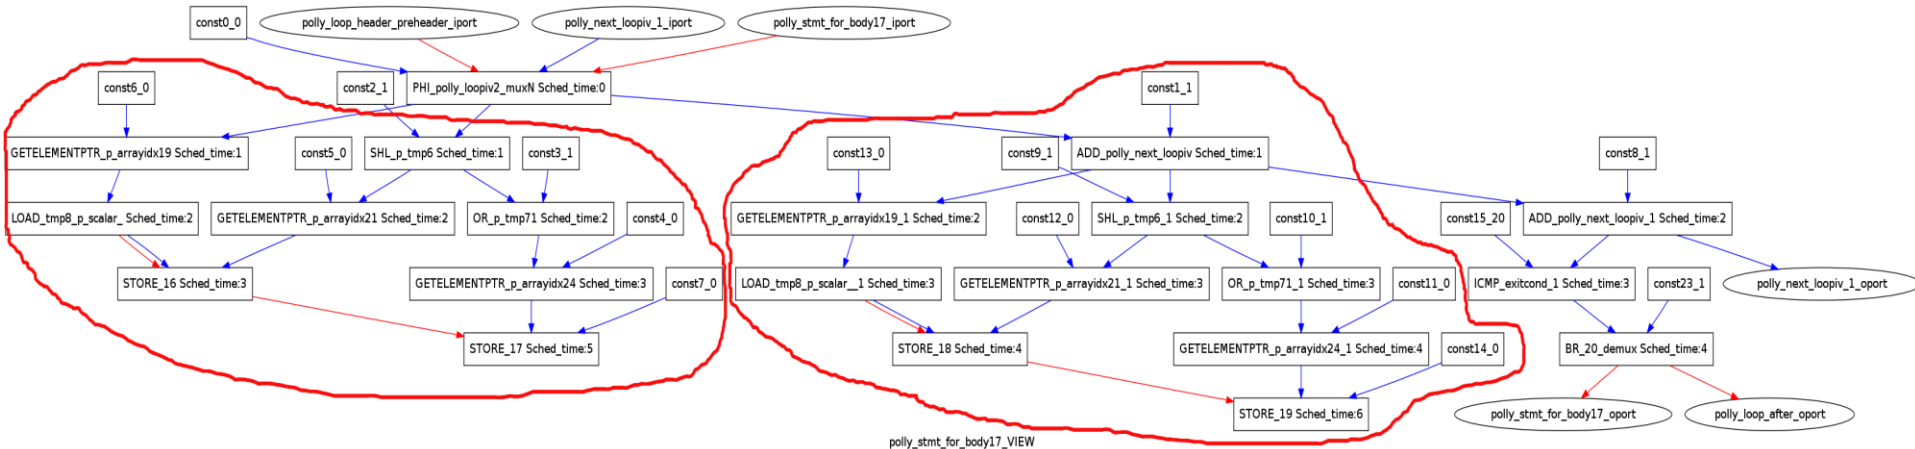 const0_0
polly_loop_header_preheader_iport
polly_next_loopiv_1_iport
polly_stmt_for_body17_iport
const6_0
const2_1
PHI_polly_loopiv2_muxN Sched_time:0
const1_1
GETELEMENTPTR_p_arrayidx19 Sched_time:1
const5_0
SHL_p_tmp6 Sched_time:1
const3_1
const13_0
const9_1
ADD_polly_next_loopiv Sched_time:1
const8_1
LOAD_tmp8_p_scalar_ Sched_time:2
GETELEMENTPTR_p_arrayidx21 Sched_time:2
OR_p_tmp71 Sched_time:2
const4_0
GETELEMENTPTR_p_arrayidx19_1 Sched_time:2
const12_0
SHL_p_tmp6_1 Sched_time:2
const10_1
const15_20
ADD_polly_next_loopiv_1 Sched_time:2
STORE_16 Sched_time:3
GETELEMENTPTR_p_arrayidx24 Sched_time:3
const7_0
LOAD_tmp8_p_scalar__1 Sched_time:3
GETELEMENTPTR_p_arrayidx21_1 Sched_time:3
OR_p_tmp71_1 Sched_time:3
const11_0
ICMP_exitcond_1 Sched_time:3
const23_1
polly_next_loopiv_1_oport
STORE_17 Sched_time:5
STORE_18 Sched_time:4
GETELEMENTPTR_p_arrayidx24_1 Sched_time:4
const14_0
BR_20_demux Sched_time:4
STORE_19 Sched_time:6
polly_stmt_for_body17_oport
polly_loop_after_oport
polly_stmt_for_body17_VIEW